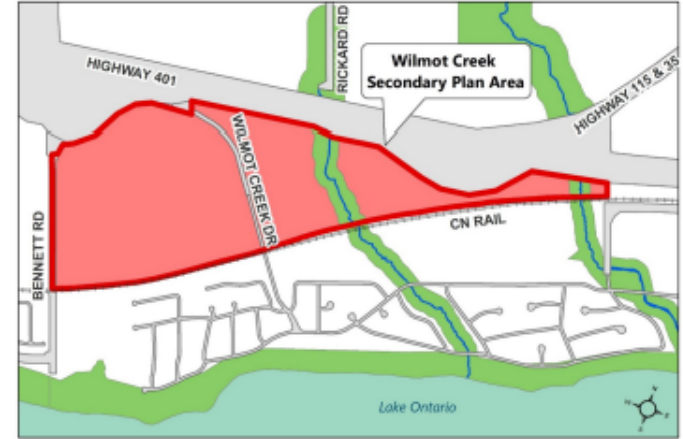 HIGHWAY 401
RICKARD RD
Wilmot Creek
Secondary Plan Area
HIGHWAY 115 & 35
WILMOT CREEK DR
BENNETT RD
CN RAIL
Lake Ontario
N
W
E
S